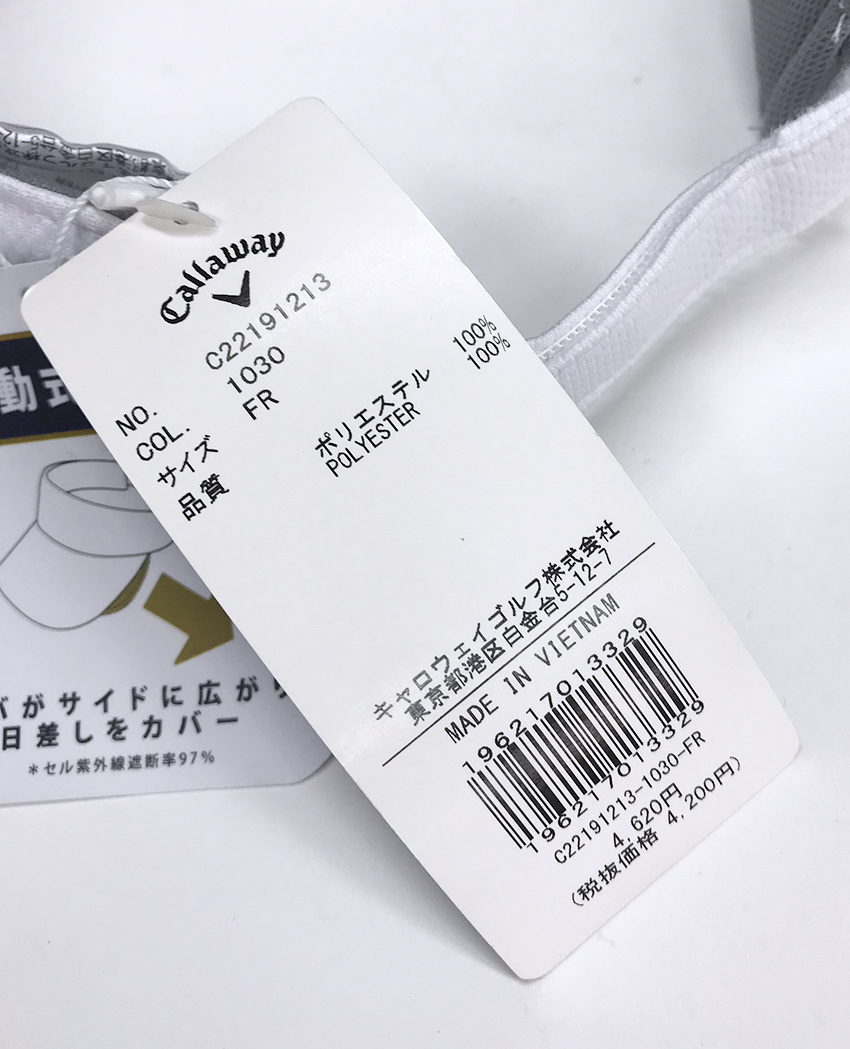 Callaway
NO. C22191213
COL. 1030
サイズ FR
品質 ポリエステル 100%
POLYESTER 100%
キャロウェイゴルフ株式会社
東京都港区白金台5-12-7
MADE IN VIETNAM
196217013329
196217013329
C22191213-1030-FR
4,620円
(税抜価格 4,200円)
動式
バがサイドに広がり
日差しをカバー
*セル紫外線遮断率97%